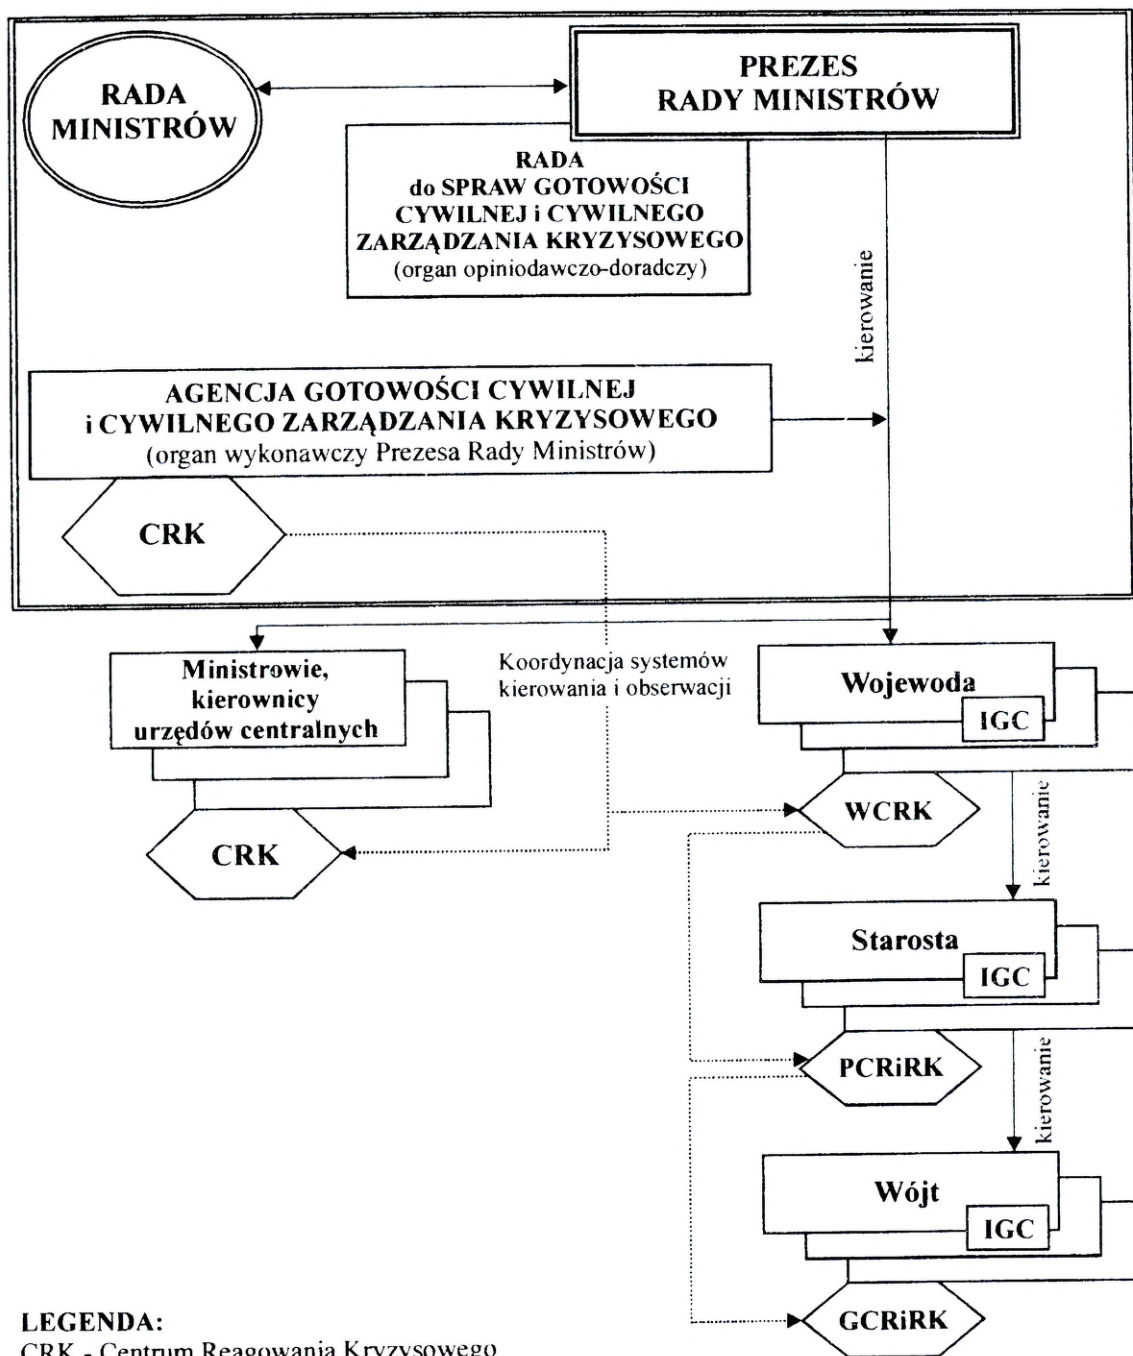 RADA
MINISTRÓW
PREZES
RADY MINISTRÓW
RADA
do SPRAW GOTOWOŚCI
CYWILNEJ i CYWILNEGO
ZARZĄDZANIA KRYZYSOWEGO
(organ opiniodawczo-doradczy)
kierowanie
AGENCJA GOTOWOŚCI CYWILNEJ
i CYWILNEGO ZARZĄDZANIA KRYZYSOWEGO
(organ wykonawczy Prezesa Rady Ministrów)
CRK
Ministrowie,
kierownicy
urzędów centralnych
CRK
Koordynacja systemów
kierowania i obserwacji
Wojewoda
IGC
WCRK
kierowanie
Starosta
IGC
PCRiRK
kierowanie
Wójt
IGC
GCRiRK
LEGENDA:
CRK - Centrum Reagowania Kryzysowego